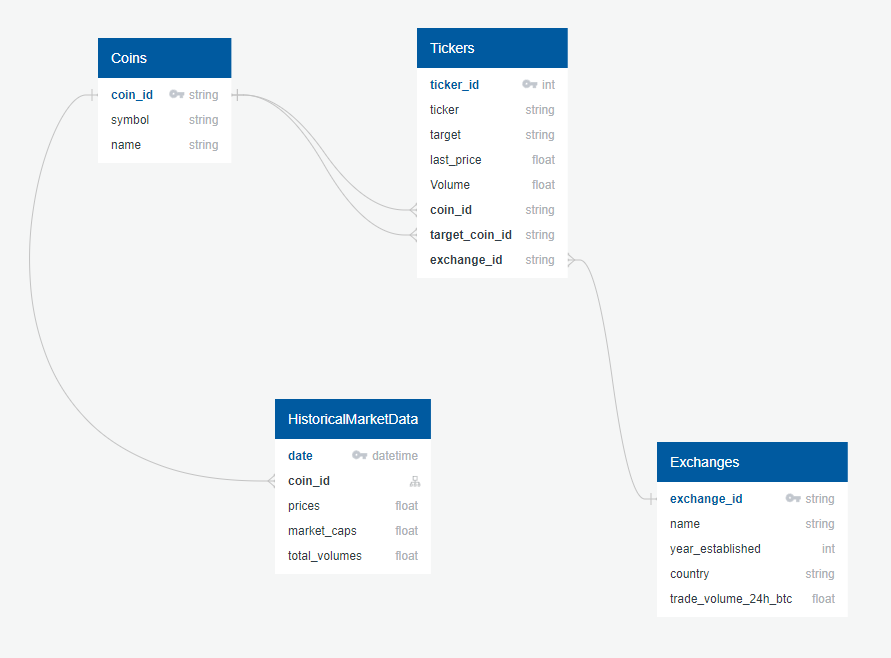 Coins
coin_id string
symbol string
name string
Tickers
ticker_id int
ticker string
target string
last_price float
Volume float
coin_id string
target_coin_id string
exchange_id string
HistoricalMarketData
date datetime
coin_id
prices float
market_caps float
total_volumes float
Exchanges
exchange_id string
name string
year_established int
country string
trade_volume_24h_btc float